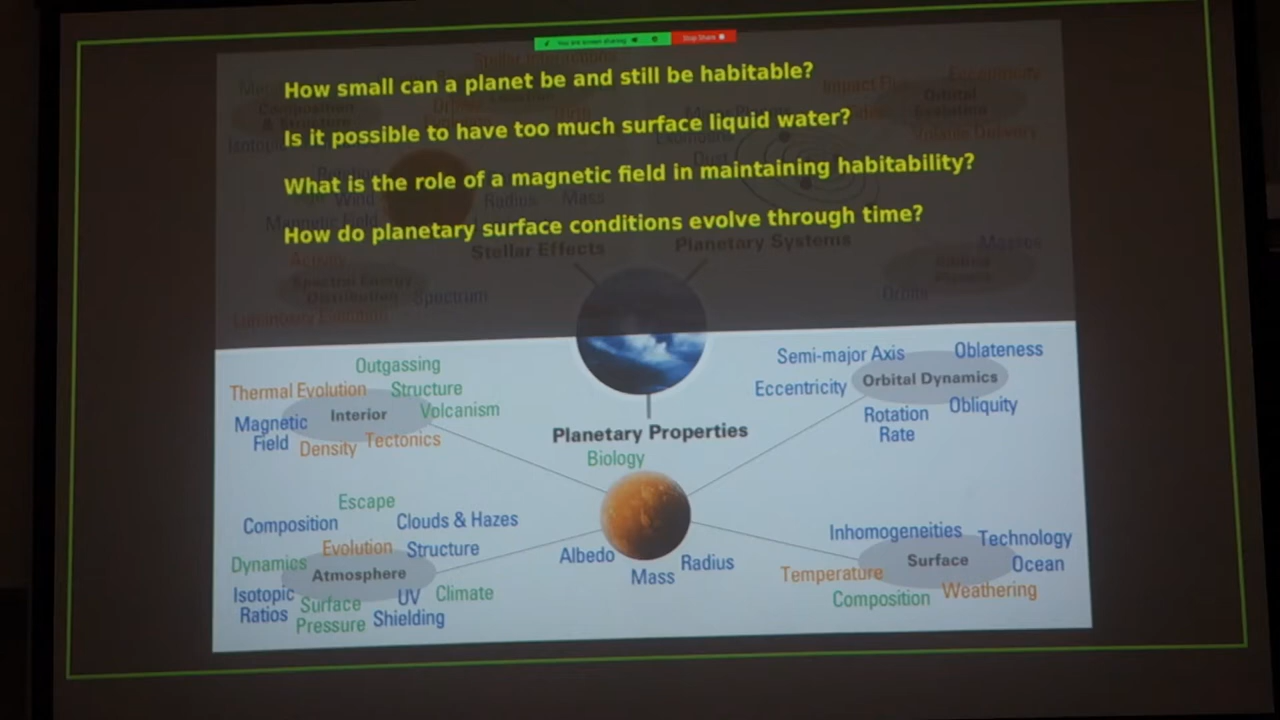 You are screen sharing
Stop Share
How small can a planet be and still be habitable?
Is it possible to have too much surface liquid water?
What is the role of a magnetic field in maintaining habitability?
How do planetary surface conditions evolve through time?
Radius Mass
Wind
Magnetic Field
Stellar Effects
Planetary Systems
Activity
Spectral Energy
Distribution
Spectrum
Luminosity Evolution
Orbital
Evolution
Volatile Delivery
Masses
Orbits
Outgassing
Thermal Evolution
Structure
Interior
Volcanism
Magnetic
Field
Density
Tectonics
Planetary Properties
Biology
Semi-major Axis
Oblateness
Eccentricity
Orbital Dynamics
Rotation
Rate
Obliquity
Escape
Composition
Clouds & Hazes
Evolution
Structure
Dynamics
Atmosphere
Isotopic
Ratios
Surface
Pressure
UV
Shielding
Climate
Albedo
Mass
Radius
Inhomogeneities
Technology
Surface
Ocean
Temperature
Composition
Weathering